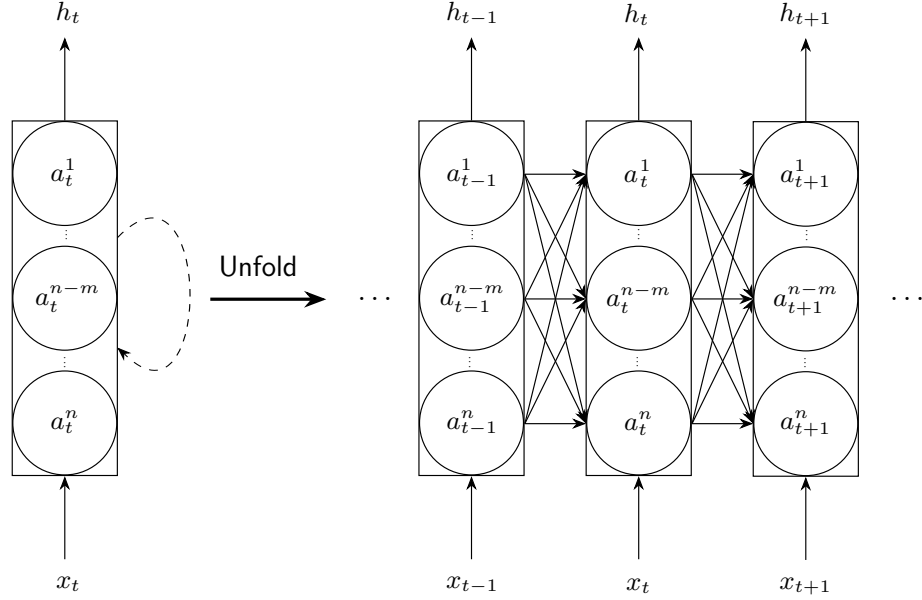 h_t h_{t-1} h_t h_{t+1}
a_t^1 a_{t-1}^1 a_t^1 a_{t+1}^1
Unfold
a_t^{n-m} ··· a_{t-1}^{n-m} a_t^{n-m} a_{t+1}^{n-m} ···
a_t^n a_{t-1}^n a_t^n a_{t+1}^n
x_t x_{t-1} x_t x_{t+1}